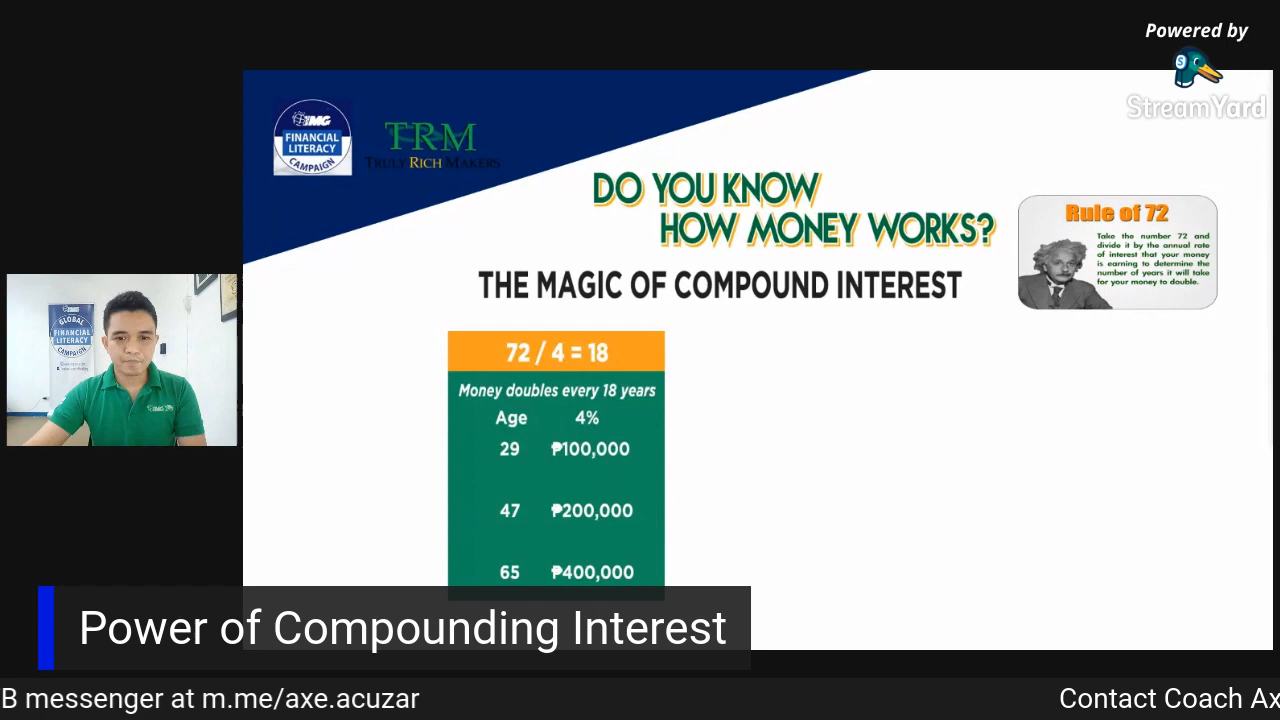 Powered by
StreamYard
IMG
FINANCIAL
LITERACY
CAMPAIGN
TRM
TRULY RICH MAKERS
DO YOU KNOW
HOW MONEY WORKS?
THE MAGIC OF COMPOUND INTEREST
Rule of 72
Take the number 72 and
divide it by the annual rate
of interest that your money
is earning to determine the
number of years it will take
for your money to double.
72 / 4 = 18
Money doubles every 18 years
Age 4%
29 ₱100,000
47 ₱200,000
65 ₱400,000
IMG
GLOBAL
FINANCIAL
LITERACY
CAMPAIGN
IMG
Power of Compounding Interest
B messenger at m.me/axe.acuzar
Contact Coach Ax